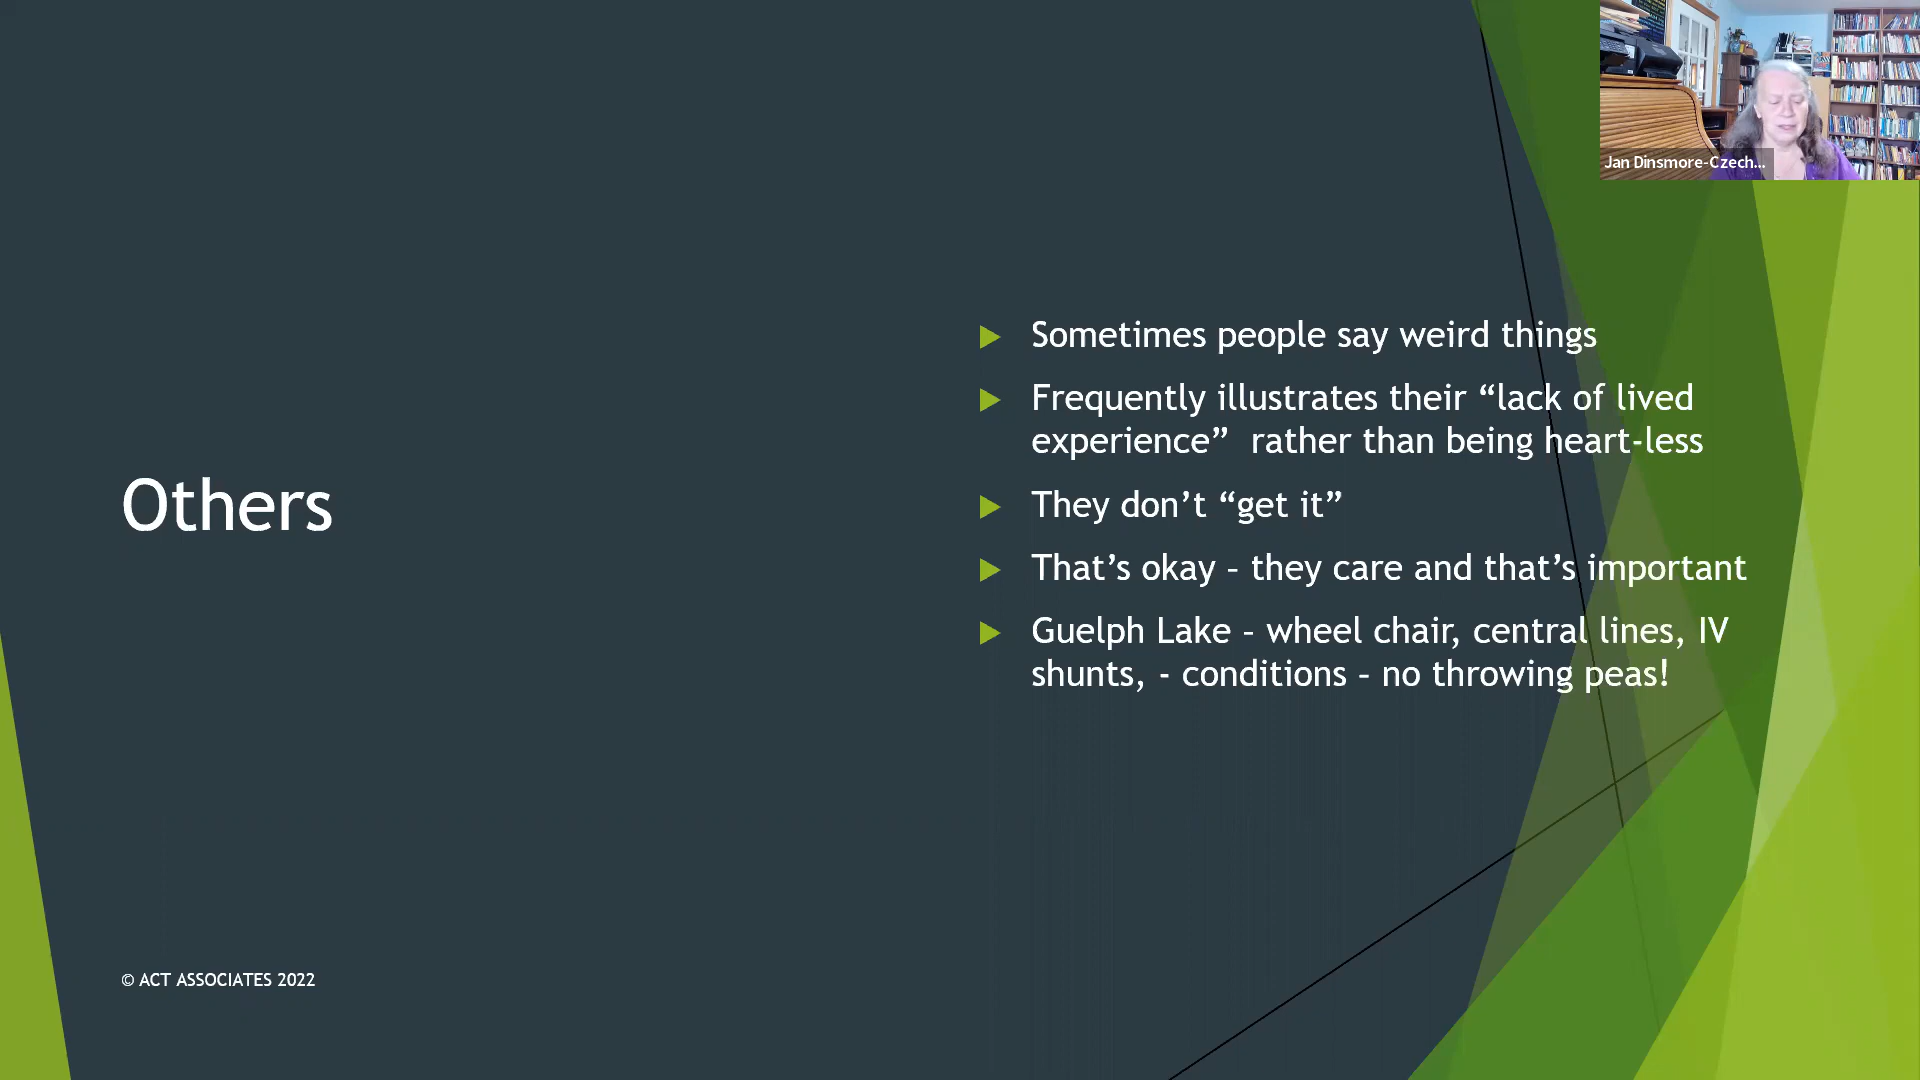 Jan Dinsmore-Czech...
Others
Sometimes people say weird things
Frequently illustrates their “lack of lived
experience”  rather than being heart-less
They don’t “get it”
That’s okay – they care and that’s important
Guelph Lake – wheel chair, central lines, IV
shunts, - conditions – no throwing peas!
© ACT ASSOCIATES 2022